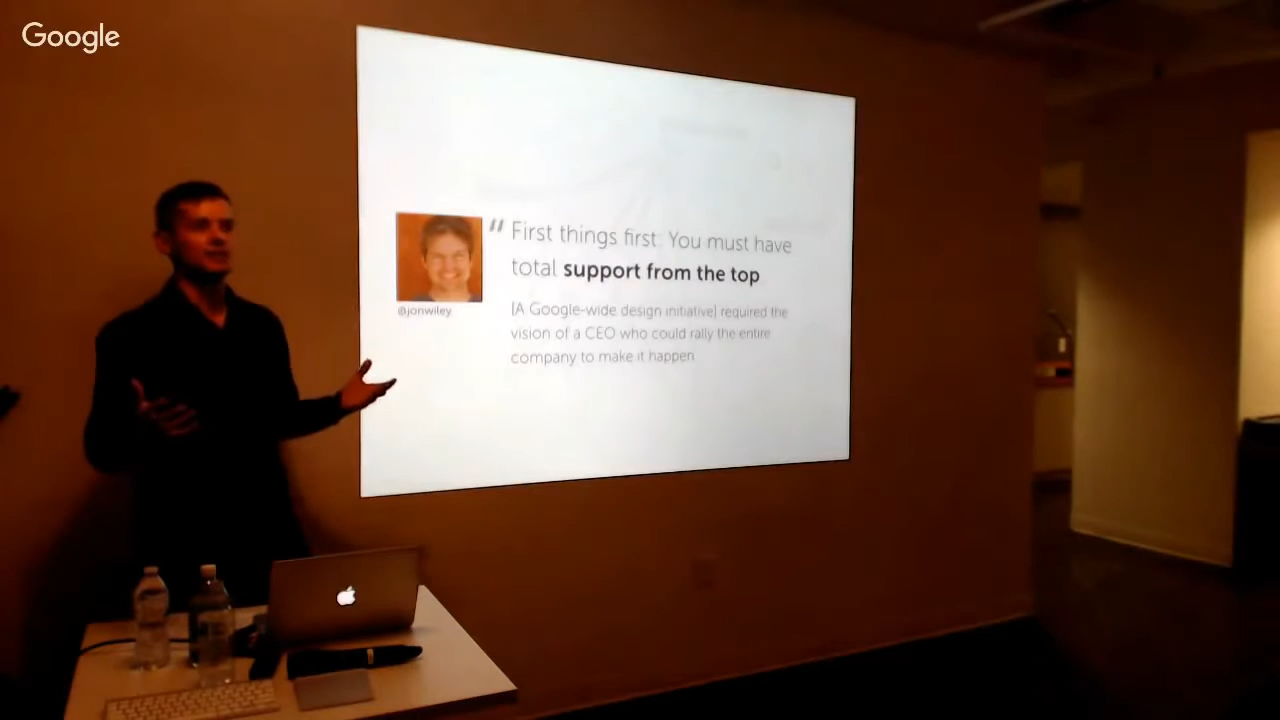 Google
“ First things first: You must have
total support from the top
@jonwiley
[A Google-wide design initiative] required the
vision of a CEO who could rally the entire
company to make it happen